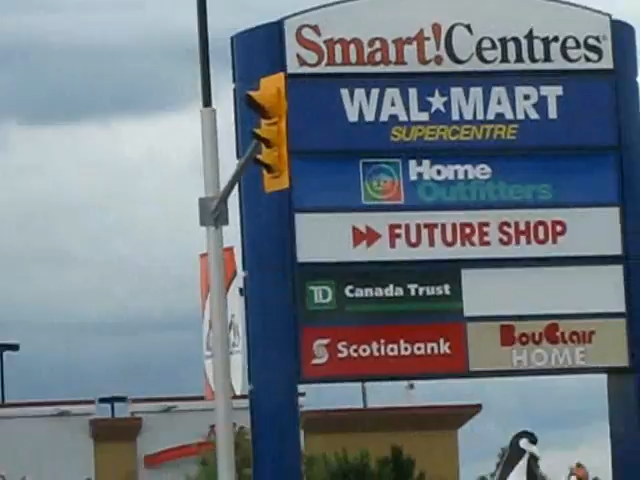 Smart!Centres
WAL★MART
SUPERCENTRE
Home
Outfitters
FUTURE SHOP
TD Canada Trust
Scotiabank
BouClair
HOME